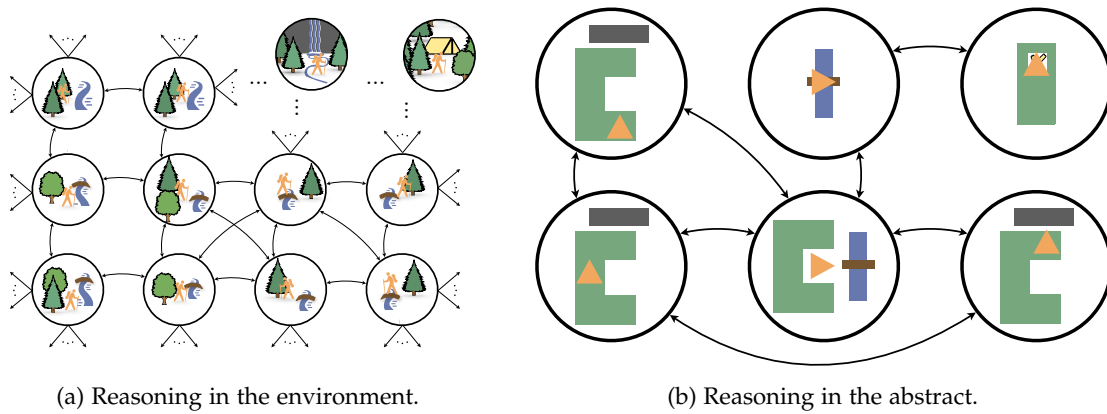 (a) Reasoning in the environment.
(b) Reasoning in the abstract.